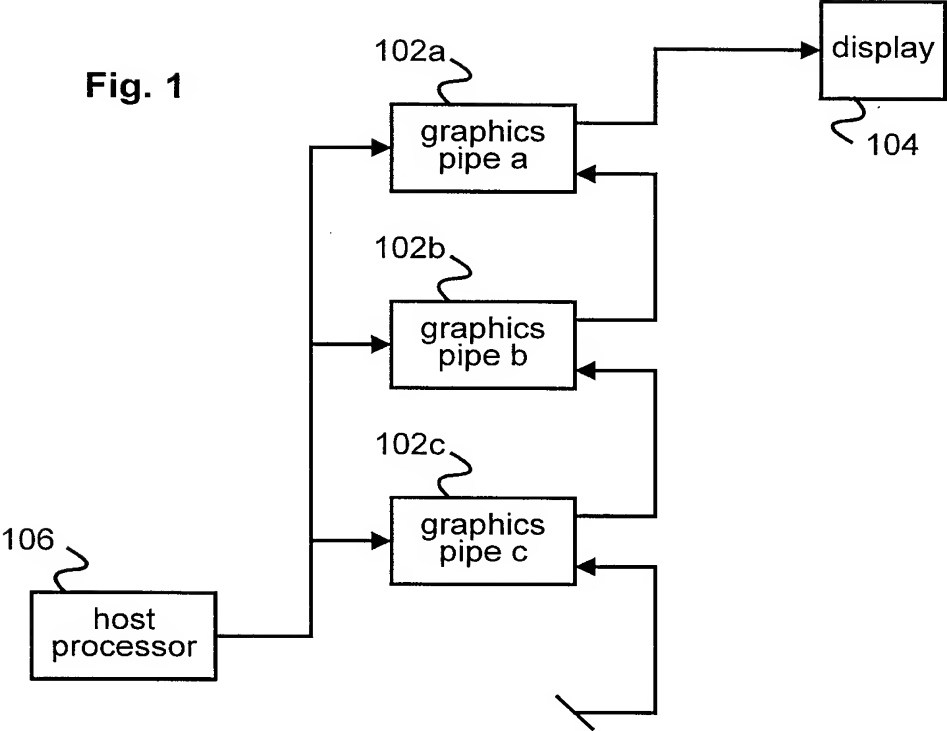 Fig. 1
102a
graphics
pipe a
display
104
102b
graphics
pipe b
102c
graphics
pipe c
106
host
processor